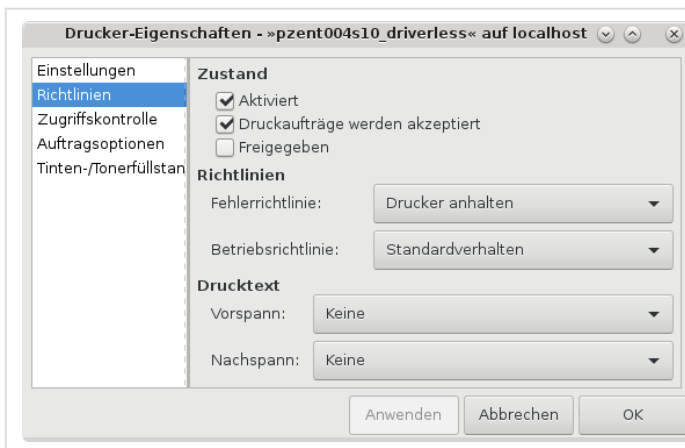 Drucker-Eigenschaften - »pzent004s10_driverless« auf localhost
Einstellungen
Richtlinien
Zugriffskontrolle
Auftragsoptionen
Tinten-/Tonerfüllstan
Zustand
Aktiviert
Druckaufträge werden akzeptiert
Freigegeben
Richtlinien
Fehlerrichtlinie: Drucker anhalten
Betriebsrichtlinie: Standardverhalten
Drucktext
Vorspann: Keine
Nachspann: Keine
Anwenden Abbrechen OK